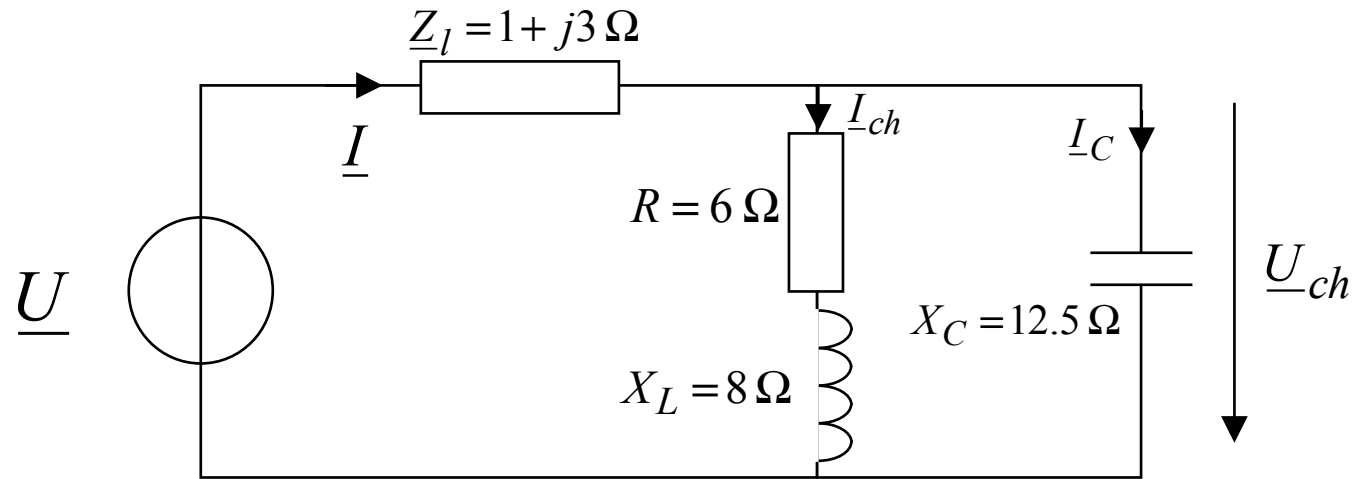 Z_l = 1 + j3 Ω
I
I_ch
I_C
R = 6 Ω
U
U_ch
X_C = 12.5 Ω
X_L = 8 Ω